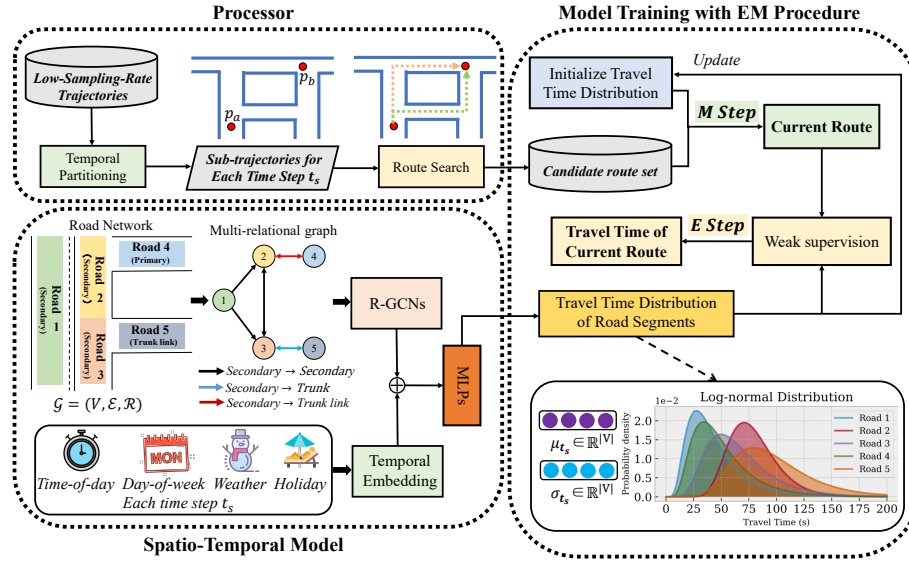 Processor
Low-Sampling-Rate
Trajectories
p_a
p_b
Temporal
Partitioning
Sub-trajectories for
Each Time Step t_s
Route Search
Model Training with EM Procedure
Update
Initialize Travel
Time Distribution
M Step
Current Route
Candidate route set
E Step
Travel Time of
Current Route
Weak supervision
Travel Time Distribution
of Road Segments
Road Network
Road 1
(Secondary)
Road 2
(Secondary)
Road 3
(Secondary)
Road 4
(Primary)
Road 5
(Trunk link)
𝒢 = (V, ℰ, ℛ)
Multi-relational graph
1
2
3
4
5
Secondary → Secondary
Secondary → Trunk
Secondary → Trunk link
R-GCNs
MLPs
Temporal
Embedding
MON
Time-of-day
Day-of-week
Weather
Holiday
Each time step t_s
Spatio-Temporal Model
Log-normal Distribution
1e−2
Probability density
2.0
1.5
1.0
0.5
0.0
0
25
50
75
100
125
150
175
200
Travel Time (s)
Road 1
Road 2
Road 3
Road 4
Road 5
μ_{t_s} ∈ ℝ^{|V|}
σ_{t_s} ∈ ℝ^{|V|}